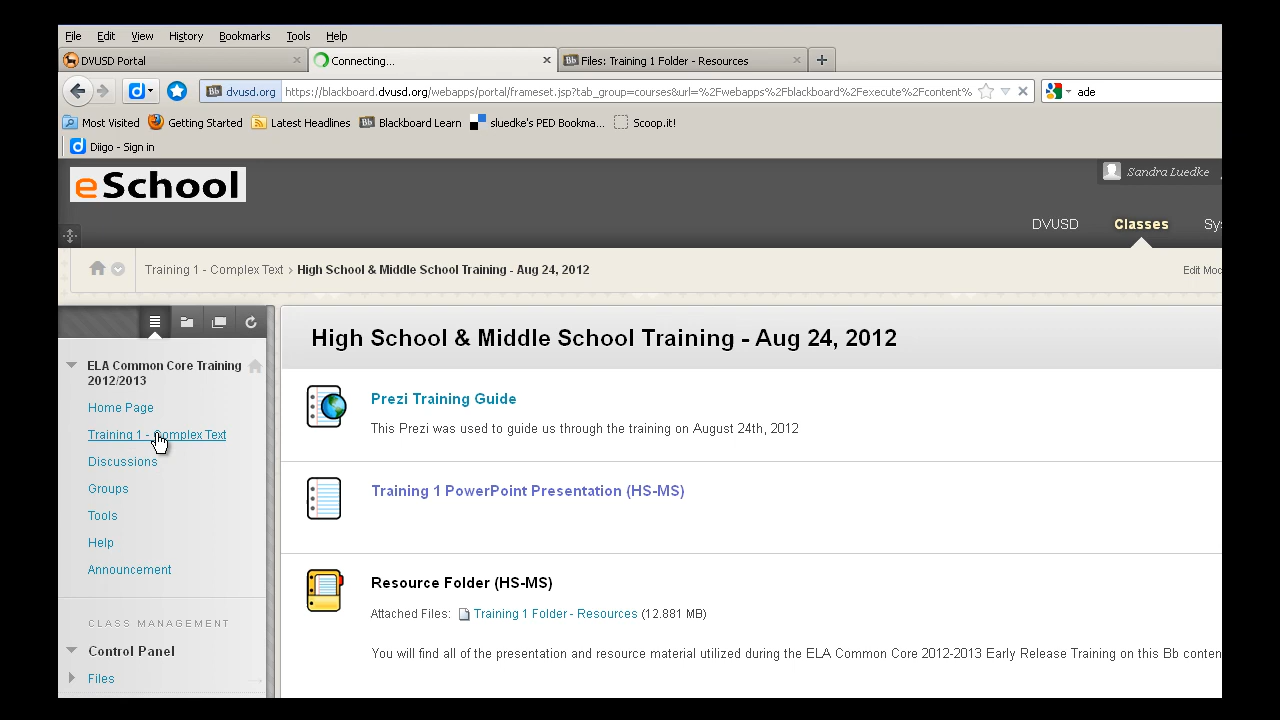 File Edit View History Bookmarks Tools Help
DVUSD Portal Connecting... Files: Training 1 Folder - Resources
dvusd.org https://blackboard.dvusd.org/webapps/portal/frameset.jsp?tab_group=courses&url=%2Fwebapps%2Fblackboard%2Fexecute%2Fcontent% ade
Most Visited Getting Started Latest Headlines Blackboard Learn sluedke's PED Bookma... Scoop.it!
Diigo - Sign in
eSchool
Sandra Luedke
DVUSD Classes
Training 1 - Complex Text > High School & Middle School Training - Aug 24, 2012
High School & Middle School Training - Aug 24, 2012
ELA Common Core Training
2012/2013
Home Page
Training 1 - Complex Text
Discussions
Groups
Tools
Help
Announcement
CLASS MANAGEMENT
Control Panel
Files
Prezi Training Guide
This Prezi was used to guide us through the training on August 24th, 2012
Training 1 PowerPoint Presentation (HS-MS)
Resource Folder (HS-MS)
Attached Files: Training 1 Folder - Resources (12.881 MB)
You will find all of the presentation and resource material utilized during the ELA Common Core 2012-2013 Early Release Training on this Bb conten